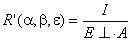 R'(α,β,ε) = I / (E ⊥·A)